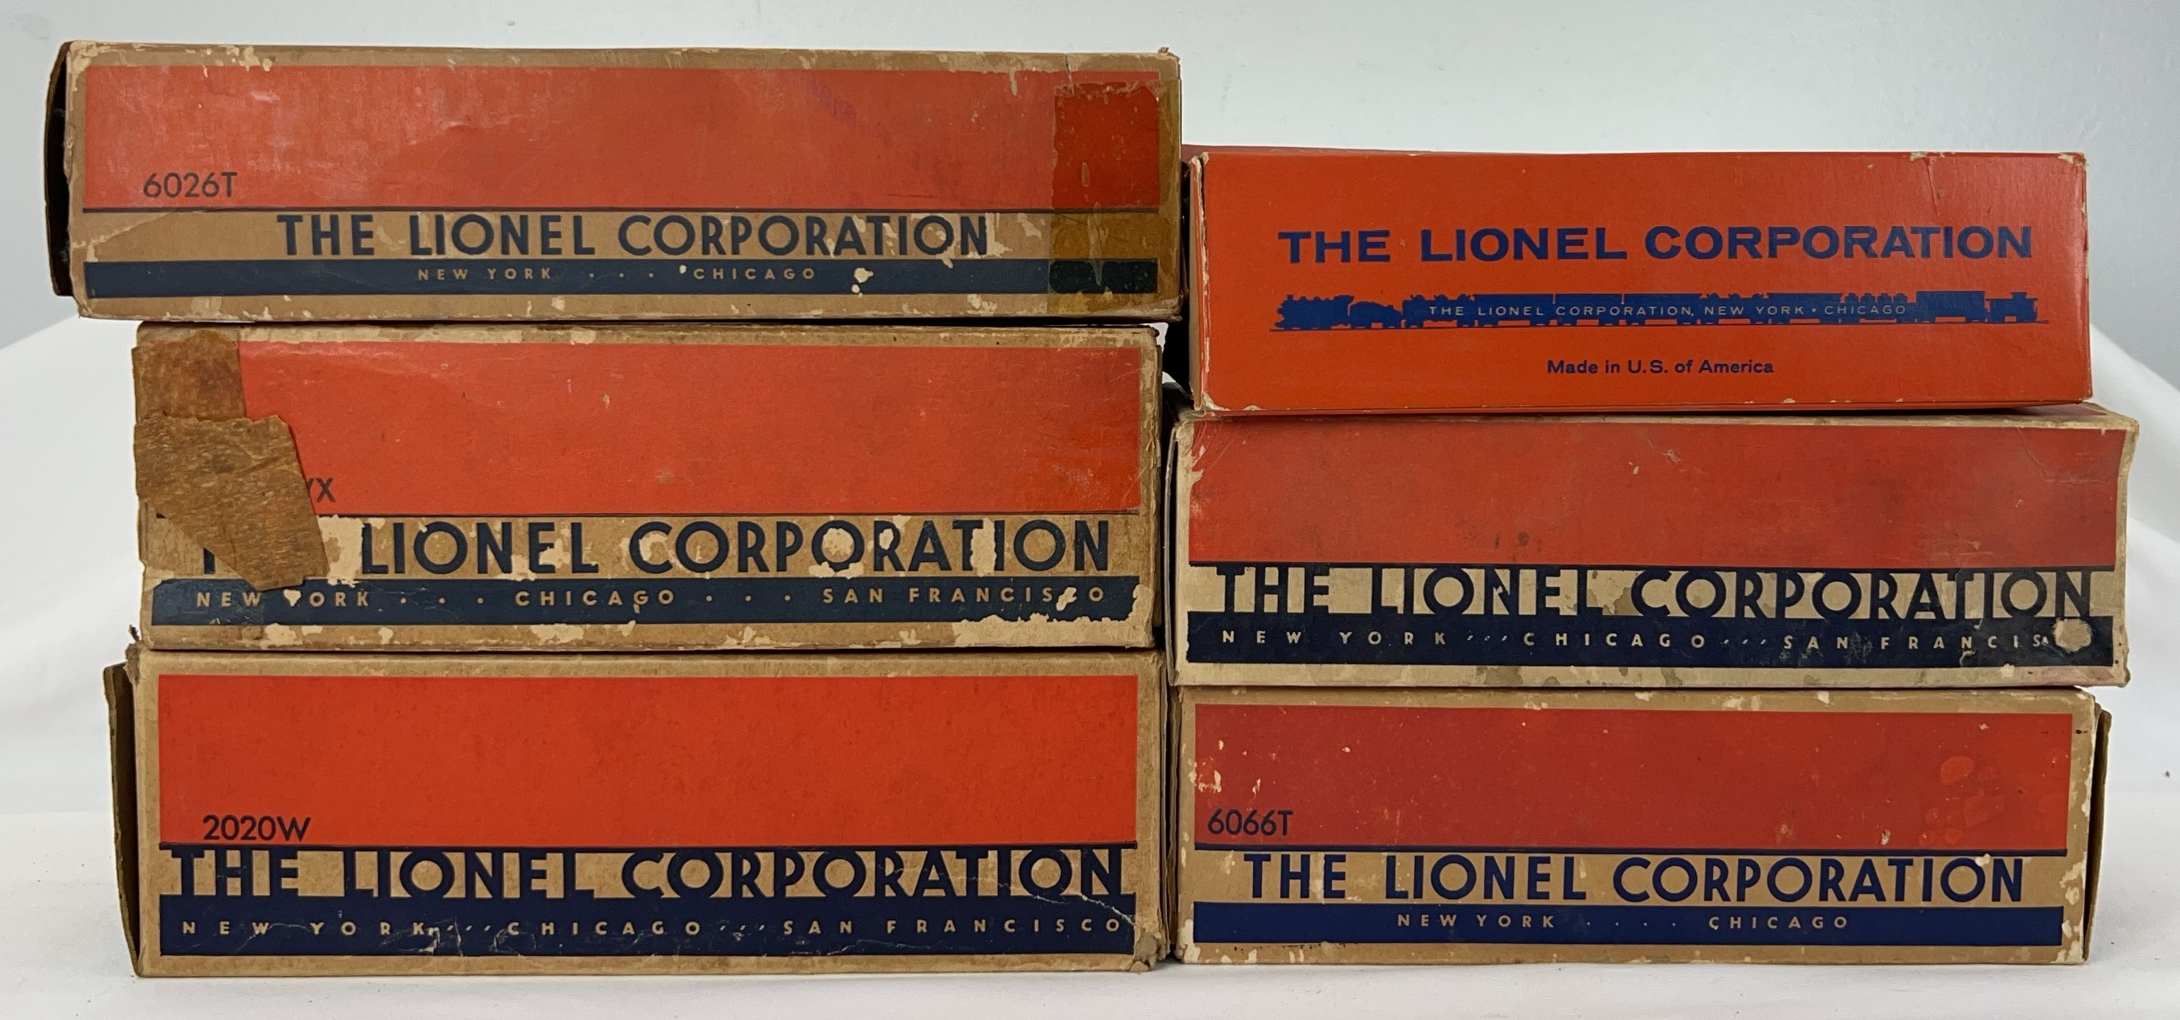 6026T
THE LIONEL CORPORATION
NEW YORK . . . CHICAGO
THE LIONEL CORPORATION
THE LIONEL CORPORATION, NEW YORK • CHICAGO
Made in U.S. of America
LIONEL CORPORATION
NEW YORK . . . CHICAGO . . . SAN FRANCISCO
THE LIONEL CORPORATION
NEW YORK ··· CHICAGO ··· SAN FRANCIS
2020W
THE LIONEL CORPORATION
NEW YORK ··· CHICAGO ··· SAN FRANCISCO
6066T
THE LIONEL CORPORATION
NEW YORK . . . . CHICAGO